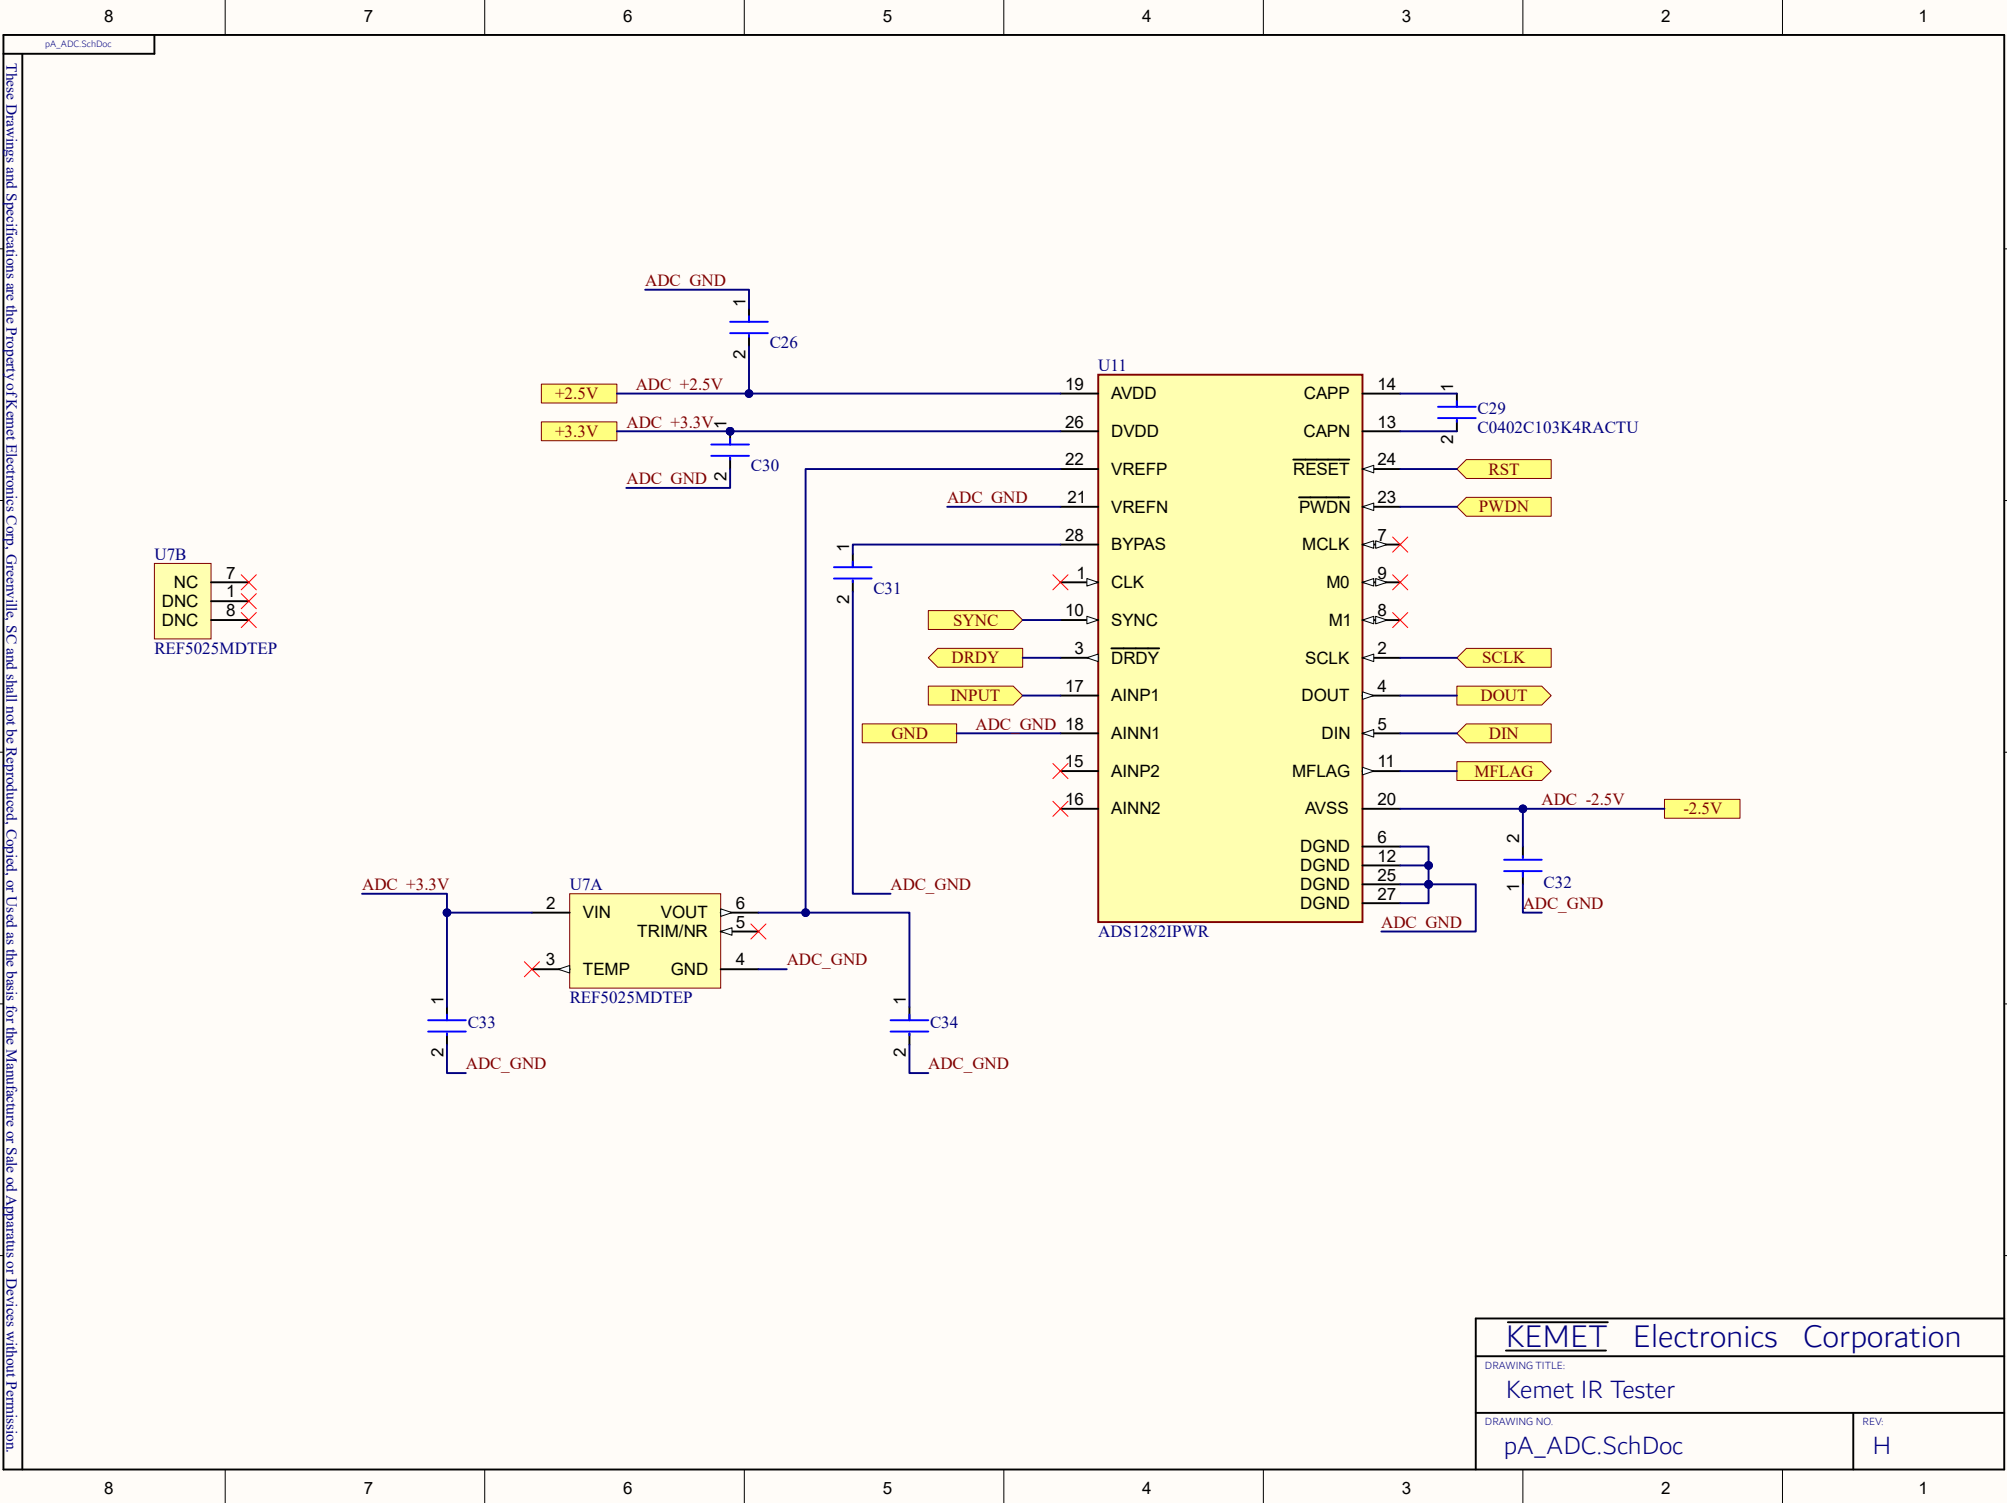 8 7 6 5 4 3 2 1
pA_ADC.SchDoc
These Drawings and Specifications are the Property of Kemet Electronics Corp, Greenville, SC and shall not be Reproduced, Copied, or Used as the basis for the Manufacture or Sale od Apparatus or Devices without Permission.
ADC_GND
1
C26
2
+2.5V ADC_+2.5V
+3.3V ADC_+3.3V 1
C30
ADC_GND 2
ADC_GND
1
C31
2
SYNC
DRDY
INPUT
GND ADC_GND
ADC_GND
U11
19 AVDD
26 DVDD
22 VREFP
21 VREFN
28 BYPAS
1 CLK
10 SYNC
3 DRDY
17 AINP1
18 AINN1
15 AINP2
16 AINN2
CAPP 14
CAPN 13
RESET 24
PWDN 23
MCLK 7
M0 9
M1 8
SCLK 2
DOUT 4
DIN 5
MFLAG 11
AVSS 20
DGND 6
DGND 12
DGND 25
DGND 27
ADS1282IPWR
1
C29
C0402C103K4RACTU
2
RST
PWDN
SCLK
DOUT
DIN
MFLAG
ADC_-2.5V -2.5V
2
C32
1
ADC_GND
ADC_GND
U7B
NC 7
DNC 1
DNC 8
REF5025MDTEP
ADC_+3.3V
U7A
2 VIN VOUT 6
TRIM/NR 5
3 TEMP GND 4
REF5025MDTEP
ADC_GND
1
C33
2
ADC_GND
1
C34
2
ADC_GND
KEMET Electronics Corporation
DRAWING TITLE:
Kemet IR Tester
DRAWING NO.
pA_ADC.SchDoc
REV:
H
8 7 6 5 4 3 2 1